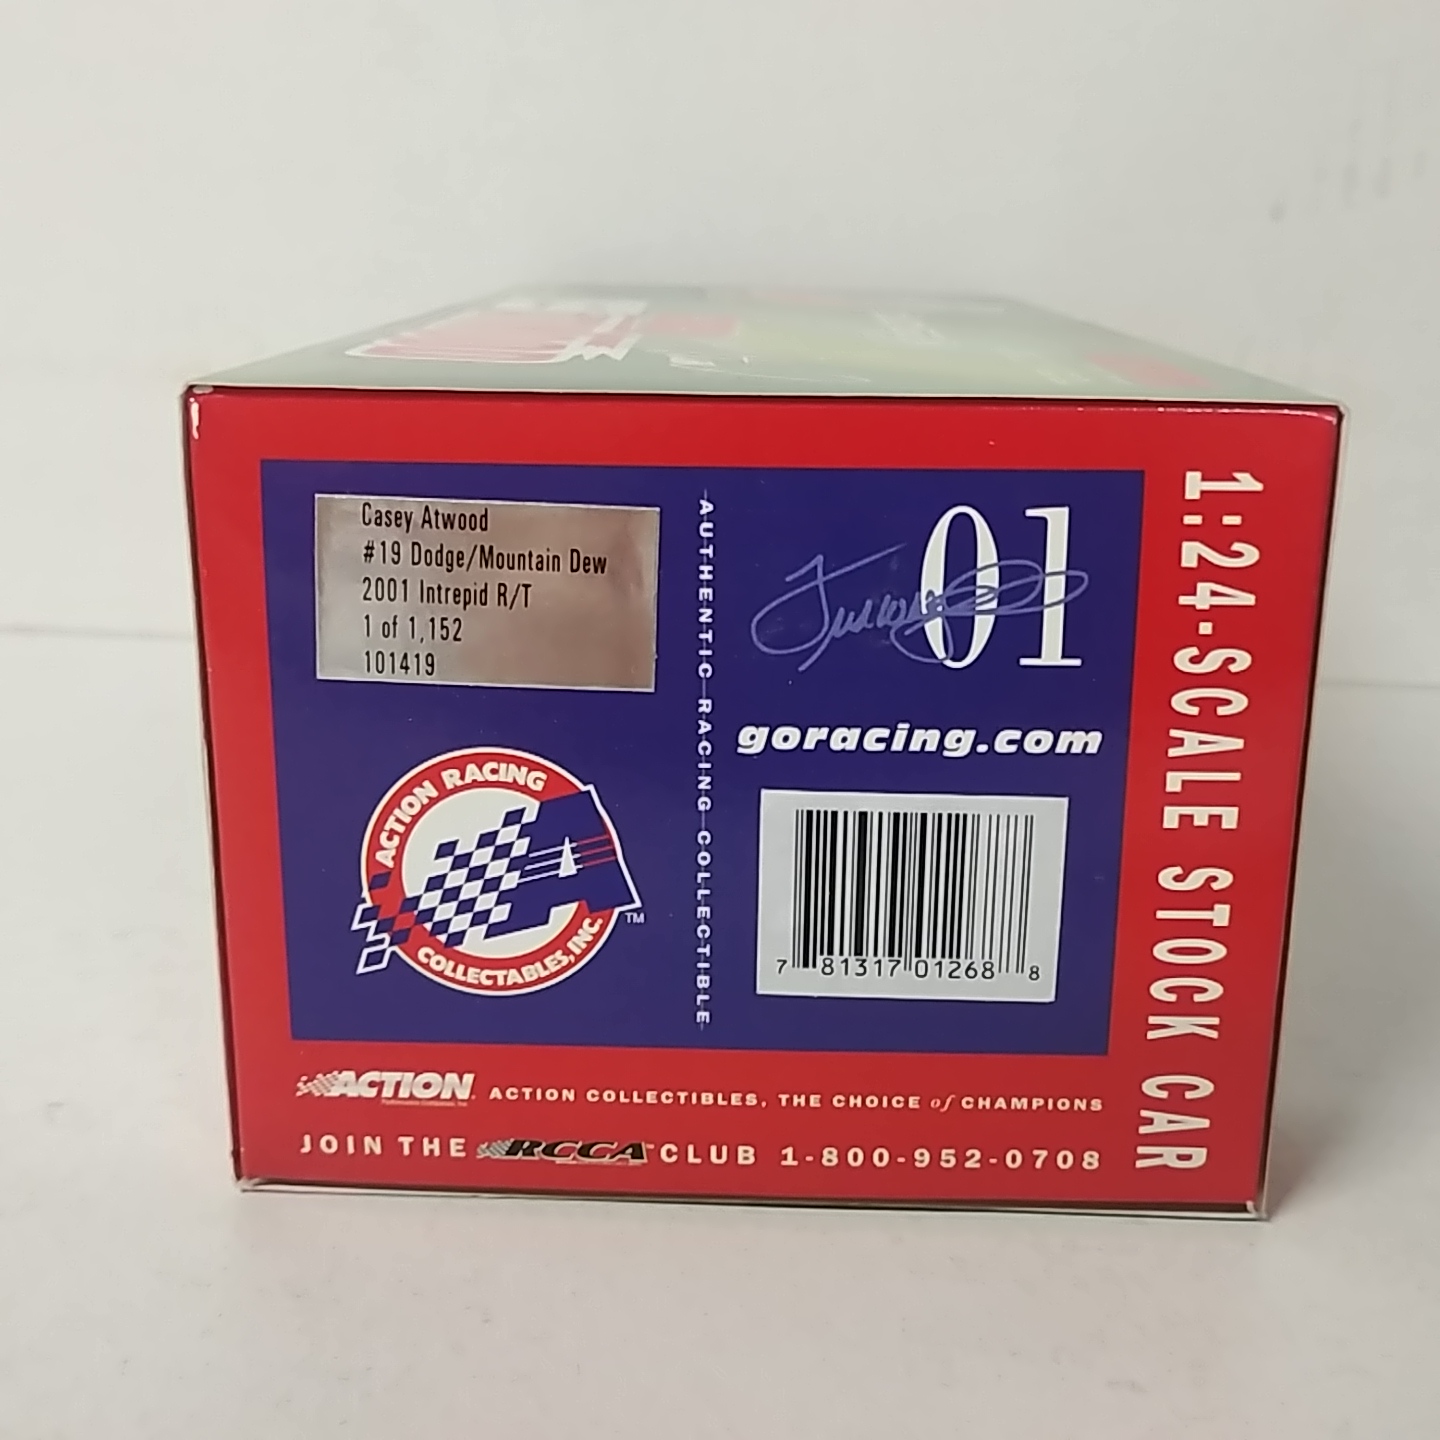 Casey Atwood
#19 Dodge/Mountain Dew
2001 Intrepid R/T
1 of 1,152
101419
AUTHENTIC RACING COLLECTIBLE
01
goracing.com
7 81317 01268 8
ACTION RACING
COLLECTABLES, INC.
TM
1:24-SCALE STOCK CAR
ACTION ACTION COLLECTIBLES, THE CHOICE of CHAMPIONS
JOIN THE RCCA CLUB 1-800-952-0708